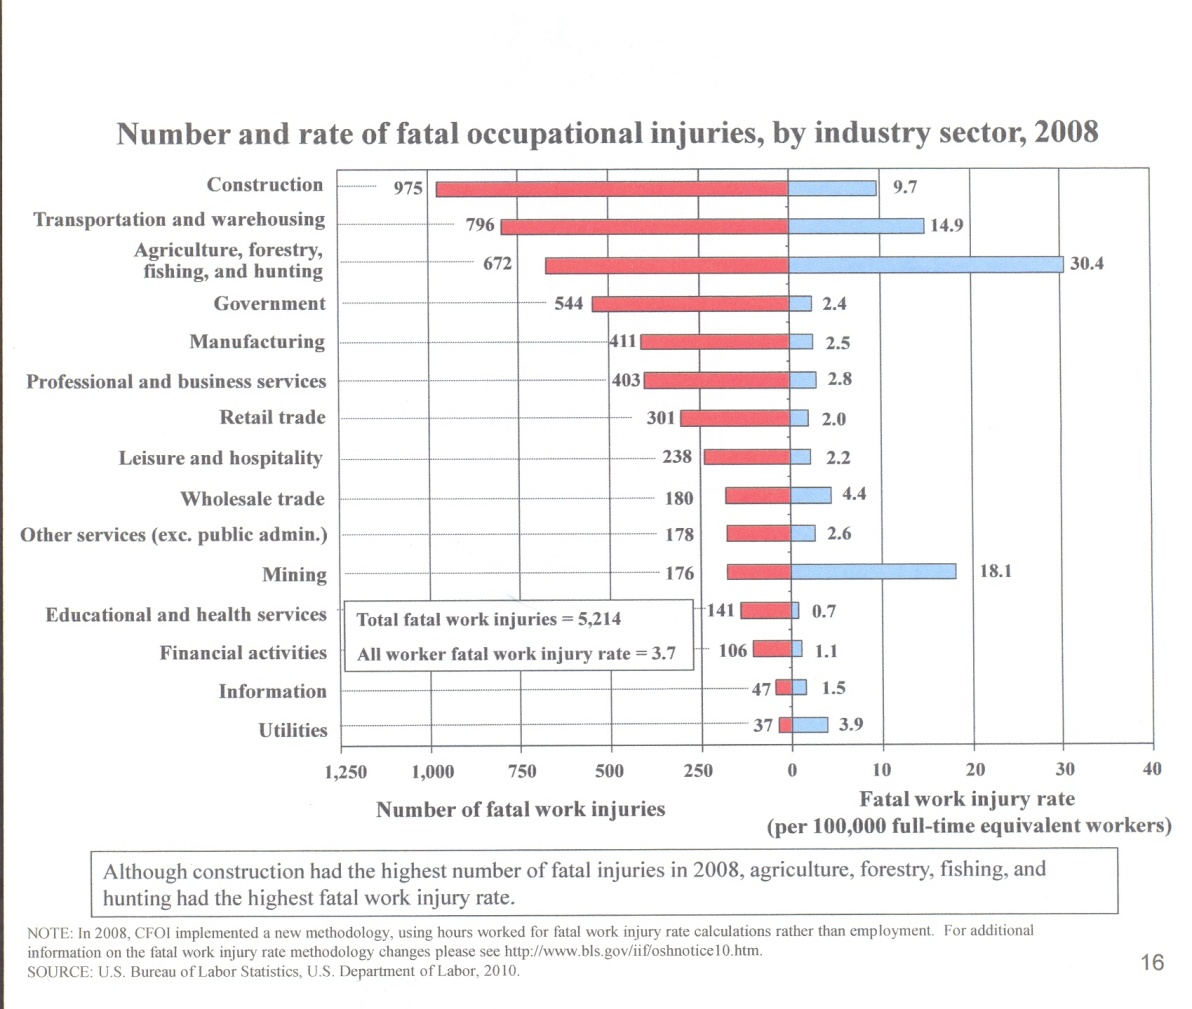 Number and rate of fatal occupational injuries, by industry sector, 2008
Construction 975 9.7
Transportation and warehousing 796 14.9
Agriculture, forestry,
fishing, and hunting 672 30.4
Government 544 2.4
Manufacturing 411 2.5
Professional and business services 403 2.8
Retail trade 301 2.0
Leisure and hospitality 238 2.2
Wholesale trade 180 4.4
Other services (exc. public admin.) 178 2.6
Mining 176 18.1
Educational and health services 141 0.7
Total fatal work injuries = 5,214
All worker fatal work injury rate = 3.7
Financial activities 106 1.1
Information 47 1.5
Utilities 37 3.9
1,250 1,000 750 500 250 0 10 20 30 40
Number of fatal work injuries
Fatal work injury rate
(per 100,000 full-time equivalent workers)
Although construction had the highest number of fatal injuries in 2008, agriculture, forestry, fishing, and
hunting had the highest fatal work injury rate.
NOTE: In 2008, CFOI implemented a new methodology, using hours worked for fatal work injury rate calculations rather than employment. For additional
information on the fatal work injury rate methodology changes please see http://www.bls.gov/iif/oshnotice10.htm.
SOURCE: U.S. Bureau of Labor Statistics, U.S. Department of Labor, 2010.
16